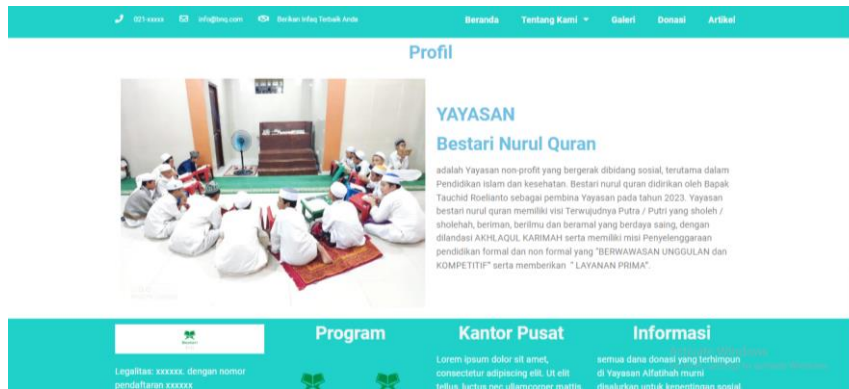 021-xxxxx info@bnq.com Berikan Infaq Terbaik Anda Beranda Tentang Kami Galeri Donasi Artikel
Profil
YAYASAN
Bestari Nurul Quran
adalah Yayasan non-profit yang bergerak dibidang sosial, terutama dalam
Pendidikan islam dan kesehatan. Bestari nurul quran didirikan oleh Bapak
Tauchid Roelianto sebagai pembina Yayasan pada tahun 2023. Yayasan
bestari nurul quran memiliki visi Terwujudnya Putra / Putri yang sholeh /
sholehah, beriman, berilmu dan beramal yang berdaya saing, dengan
dilandasi AKHLAQUL KARIMAH serta memiliki misi Penyelenggaraan
pendidikan formal dan non formal yang "BERWAWASAN UNGGULAN dan
KOMPETITIF" serta memberikan " LAYANAN PRIMA".
Legalitas: xxxxxx. dengan nomor
pendaftaran xxxxxx
Program
Kantor Pusat
Lorem ipsum dolor sit amet,
consectetur adipiscing elit. Ut elit
tellus, luctus nec ullamcorper mattis,
Informasi
semua dana donasi yang terhimpun
di Yayasan Alfatihah murni
disalurkan untuk kepentingan sosial,